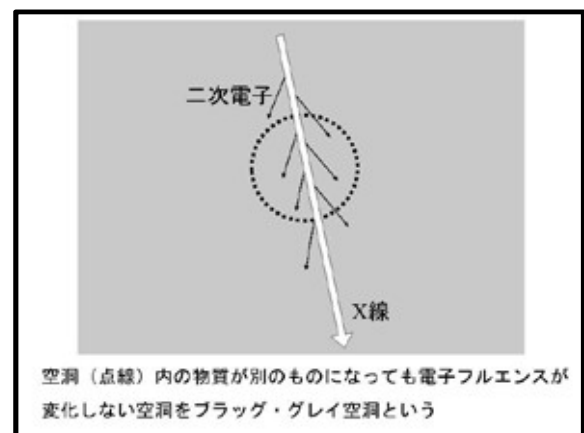 二次電子
X線
空洞（点線）内の物質が別のものになっても電子フルエンスが
変化しない空洞をブラッグ・グレイ空洞という